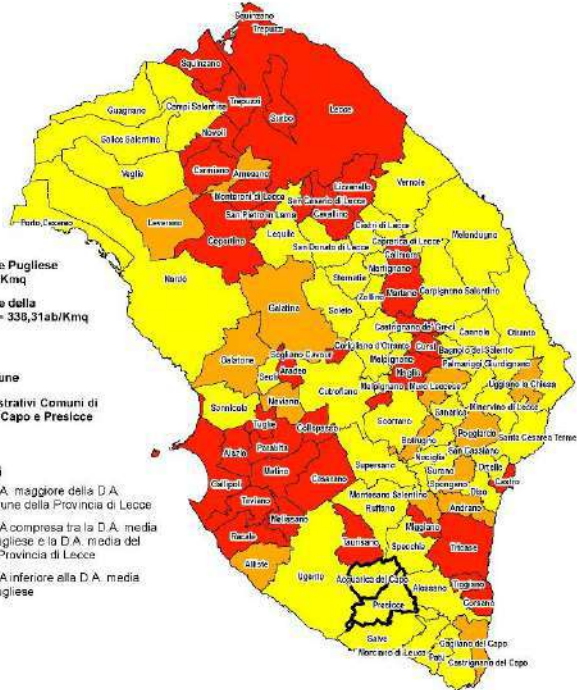 Squinzano
Trepuzzi
Squinzano
Guagnano
Campi Salentina
Trepuzzi
Lecce
Surbo
Salice Salentino
Novoli
Veglie
Carmiano
Arnesano
Lizzanello
Vernole
Monteroni di Lecce
San Cesario di Lecce
Porto Cesareo
Leverano
San Pietro in Lama
Cavallino
Melendugno
Copertino
Lequile
Castri di Lecce
San Donato di Lecce
Caprarica di Lecce
Calimera
e Pugliese
Kmq
Nardò
Sternatia
Martignano
Martano
Carpignano Salentino
Zollino
e della
= 338,31ab/Kmq
Galatina
Soleto
Castrignano de' Greci
Cannole
Otranto
Corigliano d'Otranto
Cursi
Bagnolo del Salento
Galatone
Sogliano Cavour
Melpignano
Palmariggi
Giurdignano
Maglie
Uggiano la Chiesa
une
Seclì
Aradeo
Cutrofiano
Melpignano
Muro Leccese
strativi Comuni di
Capo e Presicce
Sannicola
Neviano
Scorrano
Sanarica
Minervino di Lecce
Tuglie
Collepasso
Botrugno
Poggiardo
Santa Cesarea Terme
Nociglia
San Cassiano
Alezio
Parabita
Supersano
Surano
Ortelle
i
Matino
Casarano
Spongano
Diso
Castro
A. maggiore della D.A.
une della Provincia di Lecce
Gallipoli
Montesano Salentino
Taviano
Ruffano
Andrano
A compresa tra la D.A. media
gliese e la D.A. media del
Provincia di Lecce
Melissano
Miggiano
Racale
Taurisano
Specchia
Tricase
A inferiore alla D.A. media
ugliese
Alliste
Ugento
Acquarica del Capo
Alessano
Tiggiano
Presicce
Corsano
Salve
Gagliano del Capo
Morciano di Leuca
Patù
Castrignano del Capo